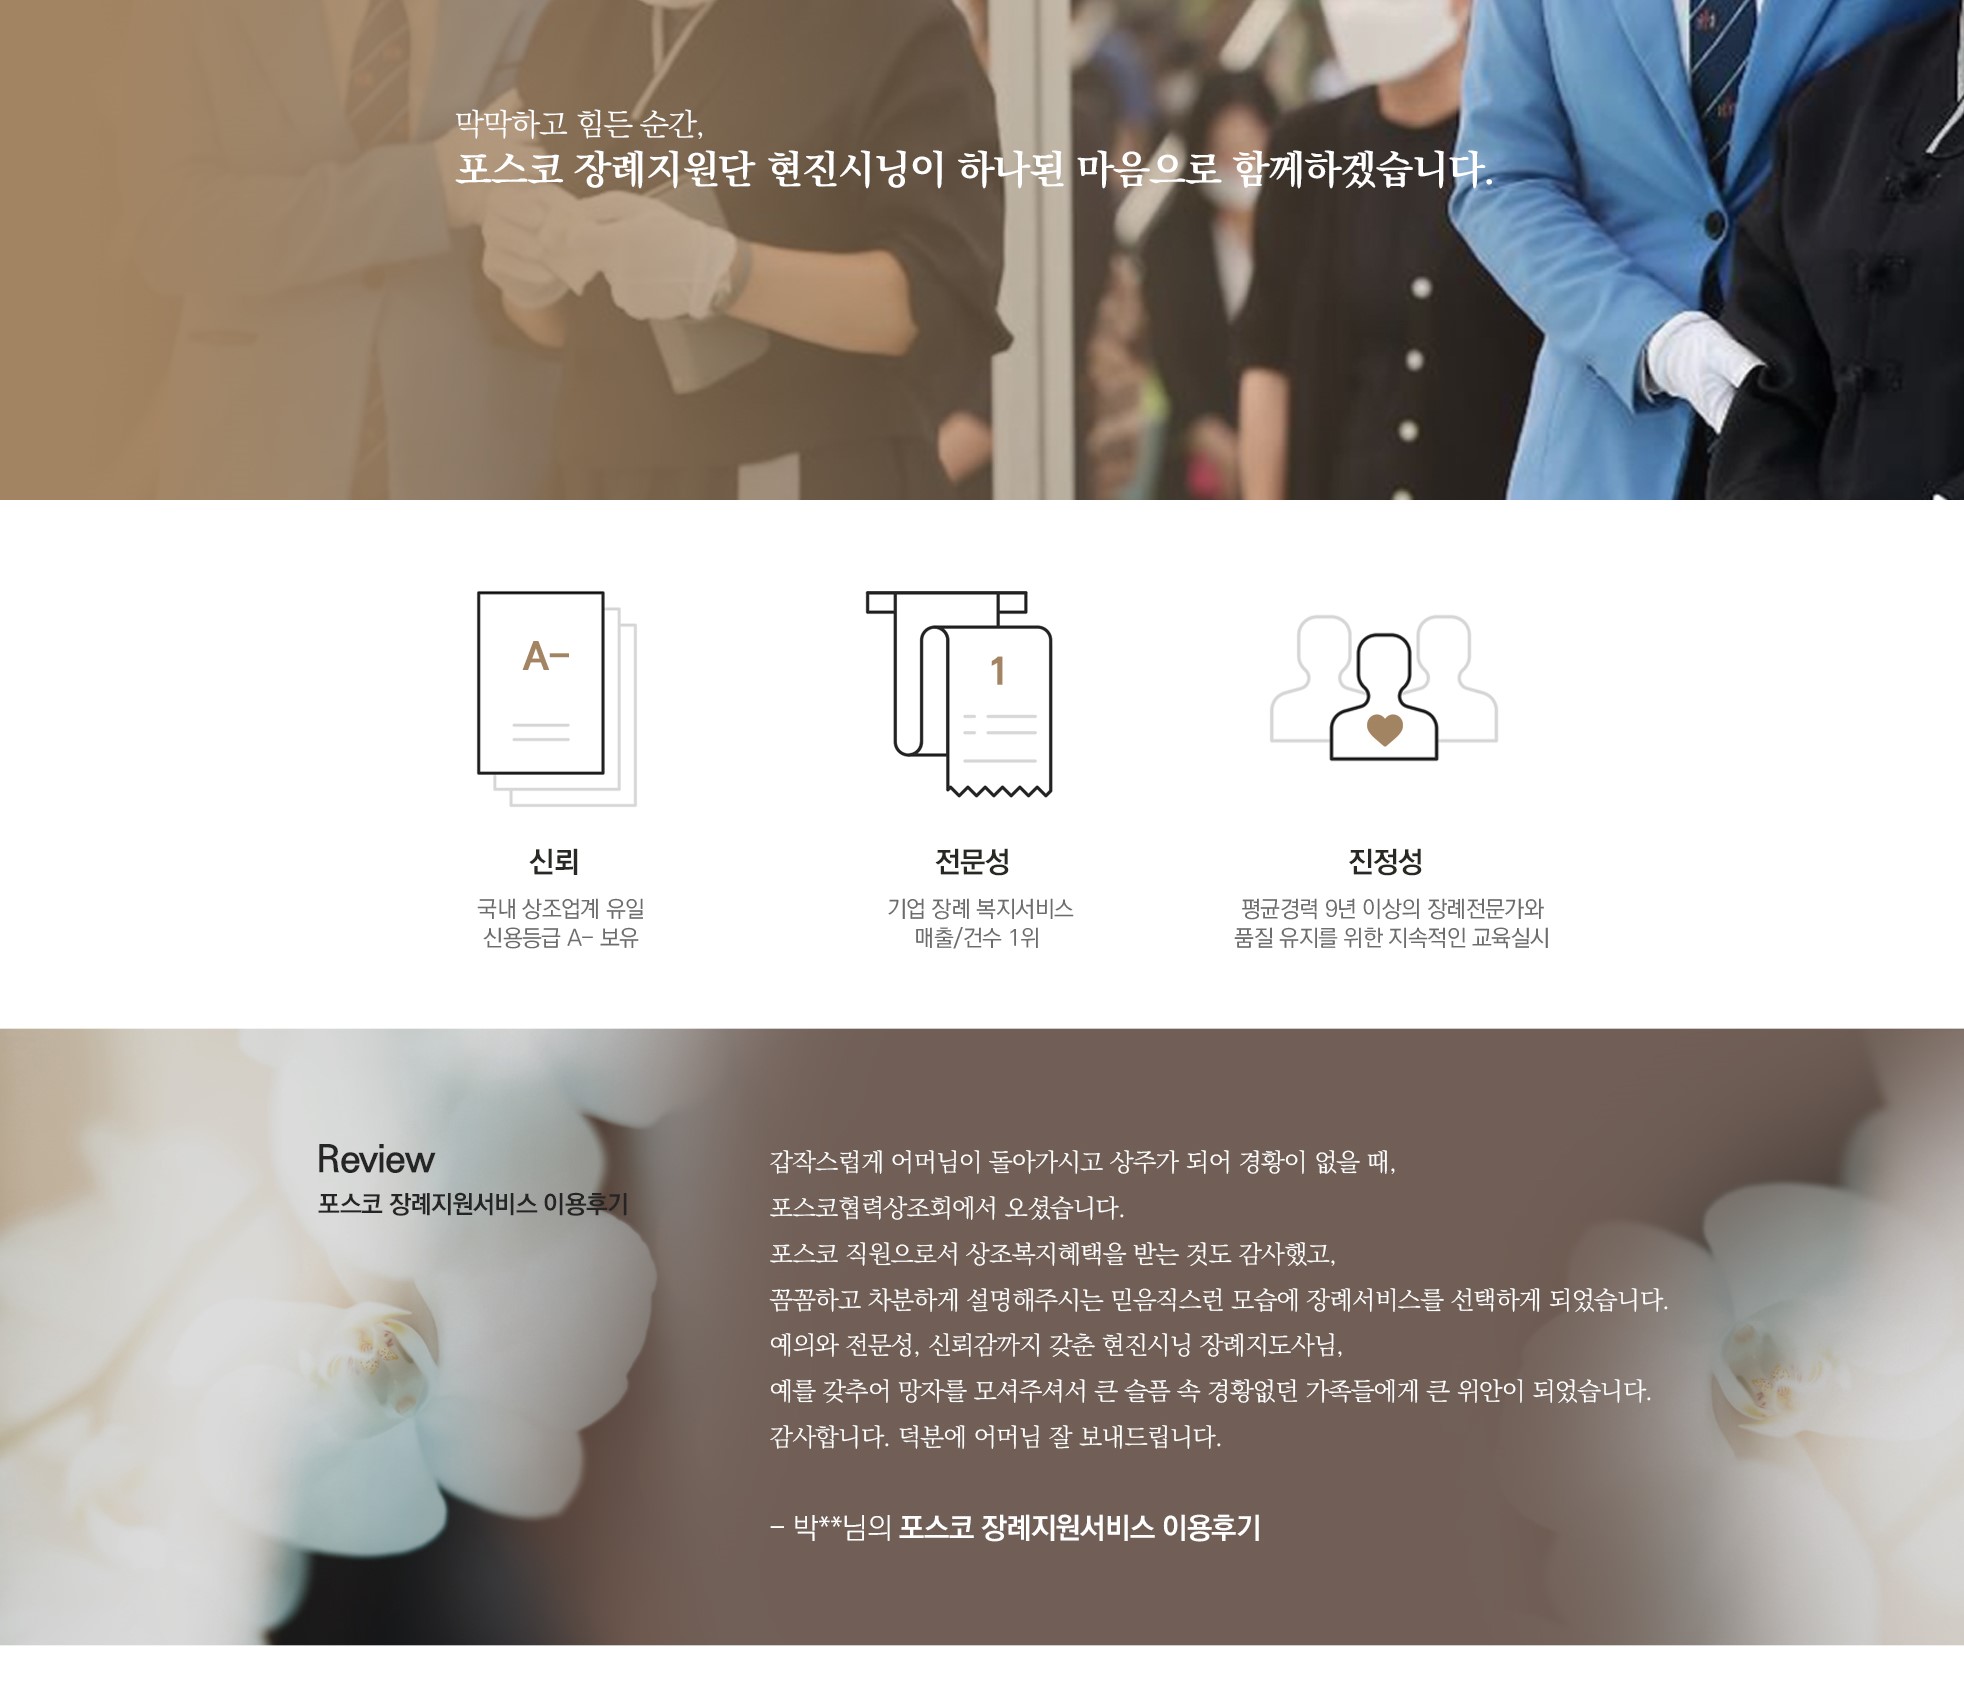 막막하고 힘든 순간,
포스코 장례지원단 현진시닝이 하나된 마음으로 함께하겠습니다.
A-
1
신뢰
국내 상조업계 유일
신용등급 A- 보유
전문성
기업 장례 복지서비스
매출/건수 1위
진정성
평균경력 9년 이상의 장례전문가와
품질 유지를 위한 지속적인 교육실시
Review
포스코 장례지원서비스 이용후기
갑작스럽게 어머님이 돌아가시고 상주가 되어 경황이 없을 때,
포스코협력상조회에서 오셨습니다.
포스코 직원으로서 상조복지혜택을 받는 것도 감사했고,
꼼꼼하고 차분하게 설명해주시는 믿음직스런 모습에 장례서비스를 선택하게 되었습니다.
예의와 전문성, 신뢰감까지 갖춘 현진시닝 장례지도사님,
예를 갖추어 망자를 모셔주셔서 큰 슬픔 속 경황없던 가족들에게 큰 위안이 되었습니다.
감사합니다. 덕분에 어머님 잘 보내드립니다.
- 박**님의 포스코 장례지원서비스 이용후기